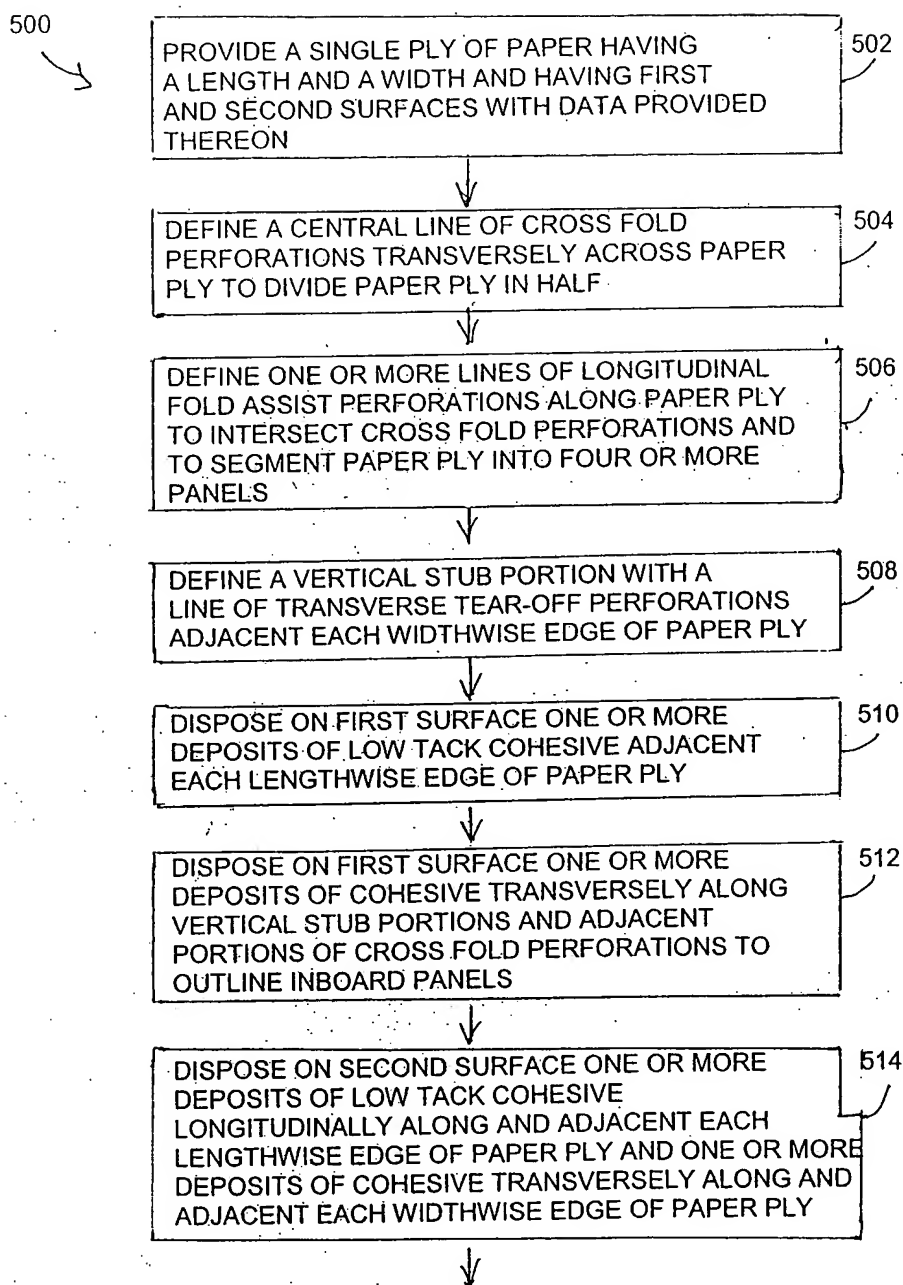 500
PROVIDE A SINGLE PLY OF PAPER HAVING
A LENGTH AND A WIDTH AND HAVING FIRST
AND SECOND SURFACES WITH DATA PROVIDED
THEREON
502
DEFINE A CENTRAL LINE OF CROSS FOLD
PERFORATIONS TRANSVERSELY ACROSS PAPER
PLY TO DIVIDE PAPER PLY IN HALF
504
DEFINE ONE OR MORE LINES OF LONGITUDINAL
FOLD ASSIST PERFORATIONS ALONG PAPER PLY
TO INTERSECT CROSS FOLD PERFORATIONS AND
TO SEGMENT PAPER PLY INTO FOUR OR MORE
PANELS
506
DEFINE A VERTICAL STUB PORTION WITH A
LINE OF TRANSVERSE TEAR-OFF PERFORATIONS
ADJACENT EACH WIDTHWISE EDGE OF PAPER PLY
508
DISPOSE ON FIRST SURFACE ONE OR MORE
DEPOSITS OF LOW TACK COHESIVE ADJACENT
EACH LENGTHWISE EDGE OF PAPER PLY
510
DISPOSE ON FIRST SURFACE ONE OR MORE
DEPOSITS OF COHESIVE TRANSVERSELY ALONG
VERTICAL STUB PORTIONS AND ADJACENT
PORTIONS OF CROSS FOLD PERFORATIONS TO
OUTLINE INBOARD PANELS
512
DISPOSE ON SECOND SURFACE ONE OR MORE
DEPOSITS OF LOW TACK COHESIVE
LONGITUDINALLY ALONG AND ADJACENT EACH
LENGTHWISE EDGE OF PAPER PLY AND ONE OR MORE
DEPOSITS OF COHESIVE TRANSVERSELY ALONG AND
ADJACENT EACH WIDTHWISE EDGE OF PAPER PLY
514